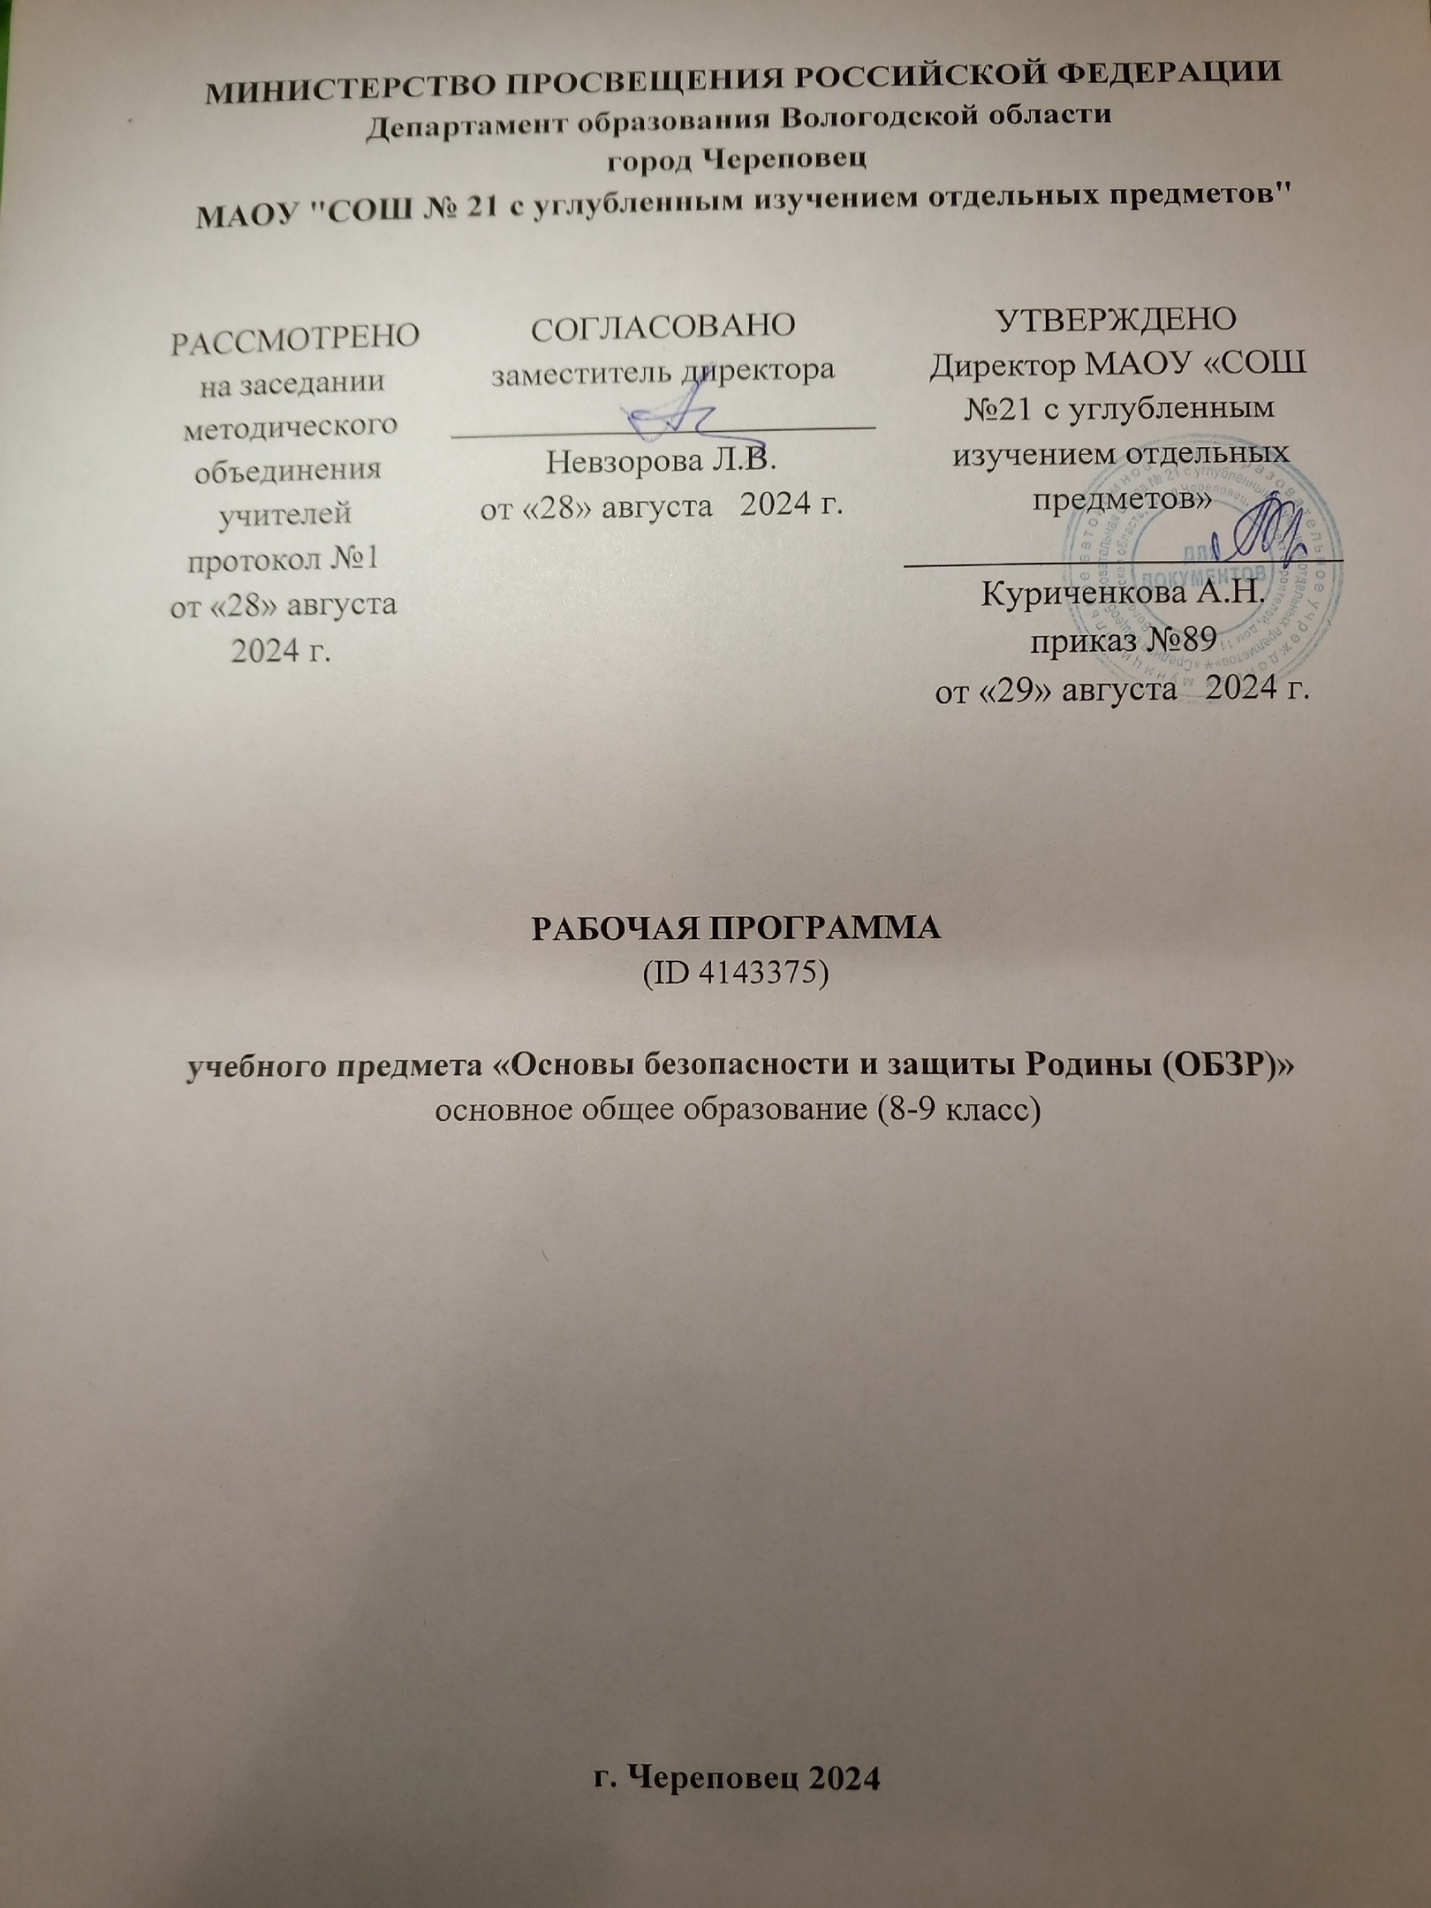 МИНИСТЕРСТВО ПРОСВЕЩЕНИЯ РОССИЙСКОЙ ФЕДЕРАЦИИ
Департамент образования Вологодской области
город Череповец
МАОУ "СОШ № 21 с углубленным изучением отдельных предметов"
РАССМОТРЕНО
на заседании
методического
объединения
учителей
протокол №1
от «28» августа
2024 г.
СОГЛАСОВАНО
заместитель директора
Невзорова Л.В.
от «28» августа 2024 г.
УТВЕРЖДЕНО
Директор МАОУ «СОШ
№21 с углубленным
изучением отдельных
предметов»
ДЛЯ
ДОКУМЕНТОВ
Куриченкова А.Н.
приказ №89
от «29» августа 2024 г.
РАБОЧАЯ ПРОГРАММА
(ID 4143375)
учебного предмета «Основы безопасности и защиты Родины (ОБЗР)»
основное общее образование (8-9 класс)
г. Череповец 2024